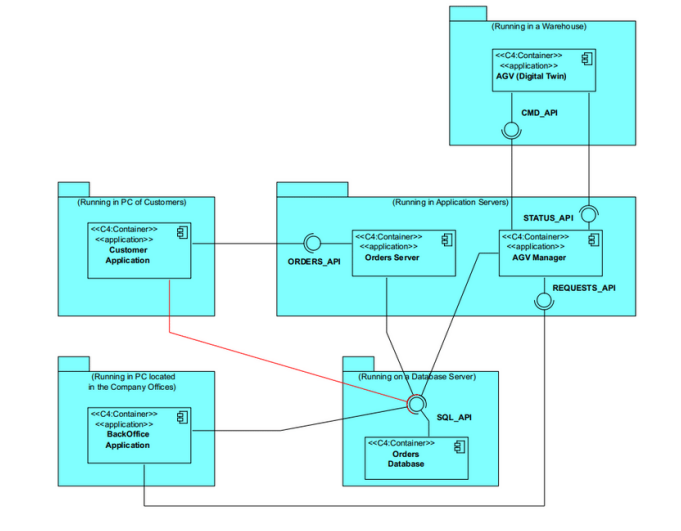 (Running in a Warehouse)
<<C4:Container>>
<<application>>
AGV (Digital Twin)
CMD_API
(Running in PC of Customers)
<<C4:Container>>
<<application>>
Customer
Application
(Running in Application Servers)
STATUS_API
ORDERS_API
<<C4:Container>>
Orders Server
<<C4:Container>>
<<application>>
AGV Manager
REQUESTS_API
(Running in PC located
in the Company Offices)
<<C4:Container>>
<<application>>
BackOffice
Application
(Running on a Database Server)
SQL_API
<<C4:Container>>
Orders
Database